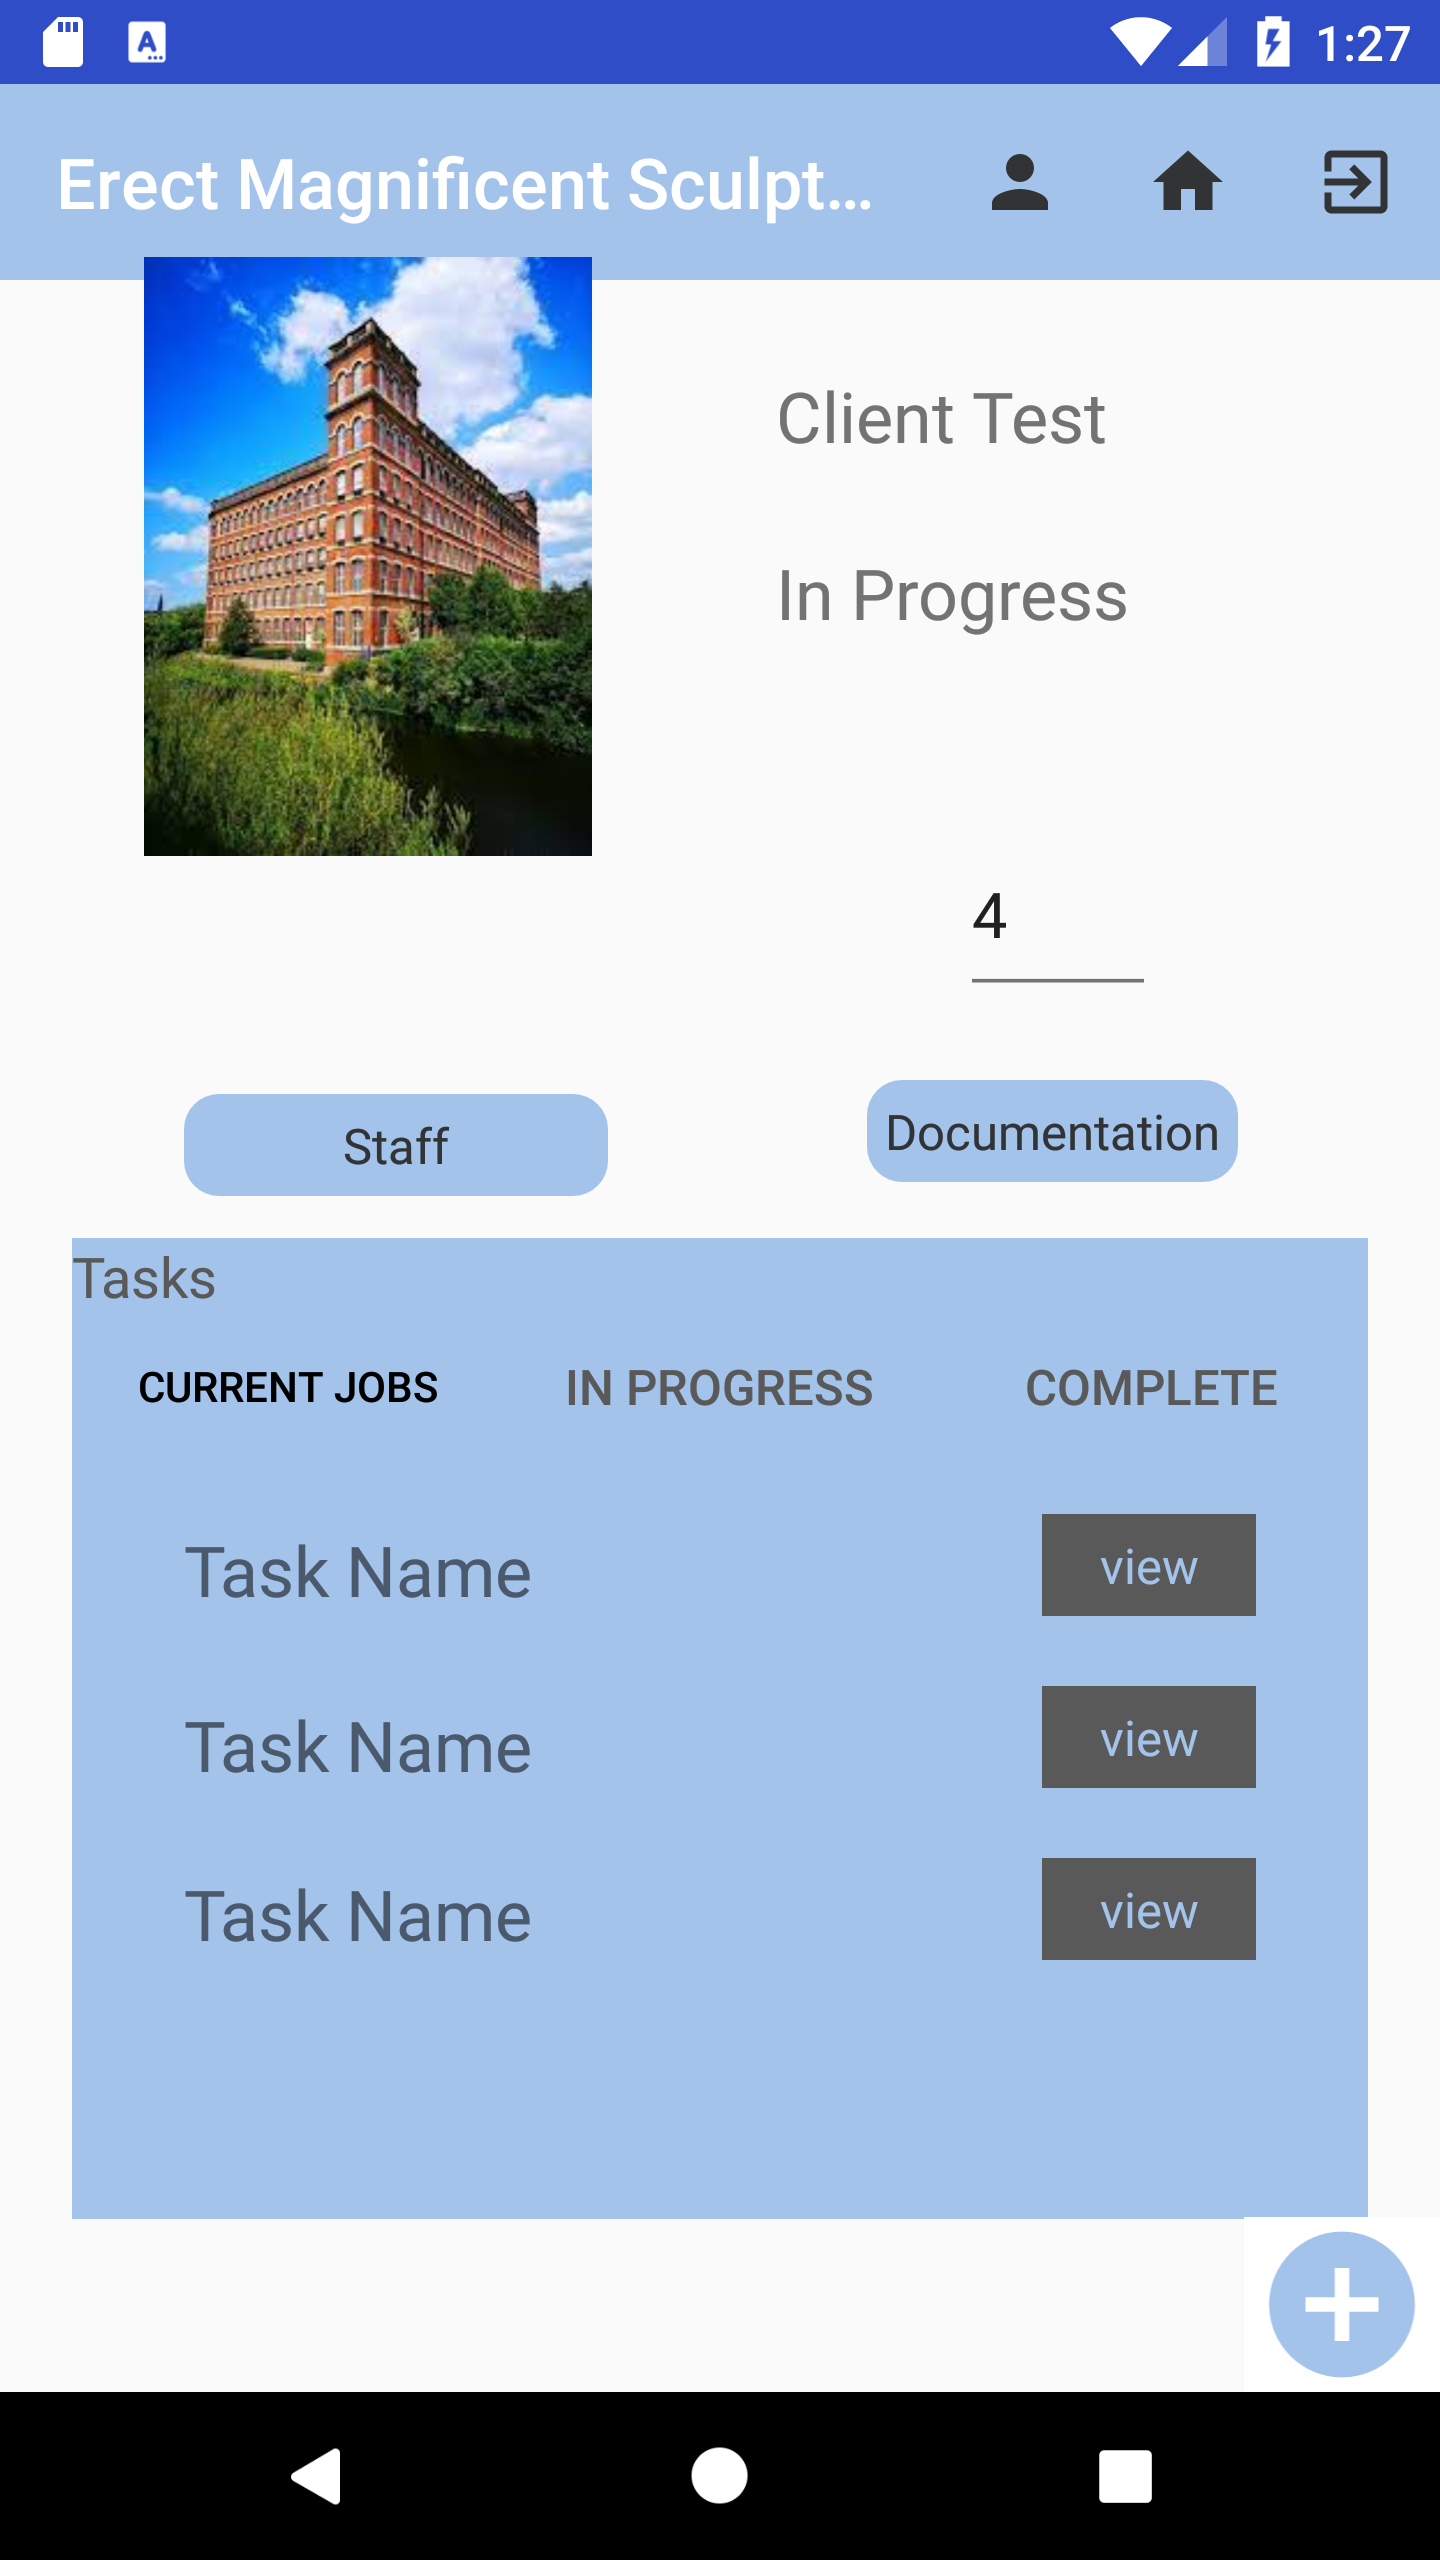 1:27
Erect Magnificent Sculpt...
Client Test
In Progress
4
Staff
Documentation
Tasks
CURRENT JOBS
IN PROGRESS
COMPLETE
Task Name
view
Task Name
view
Task Name
view